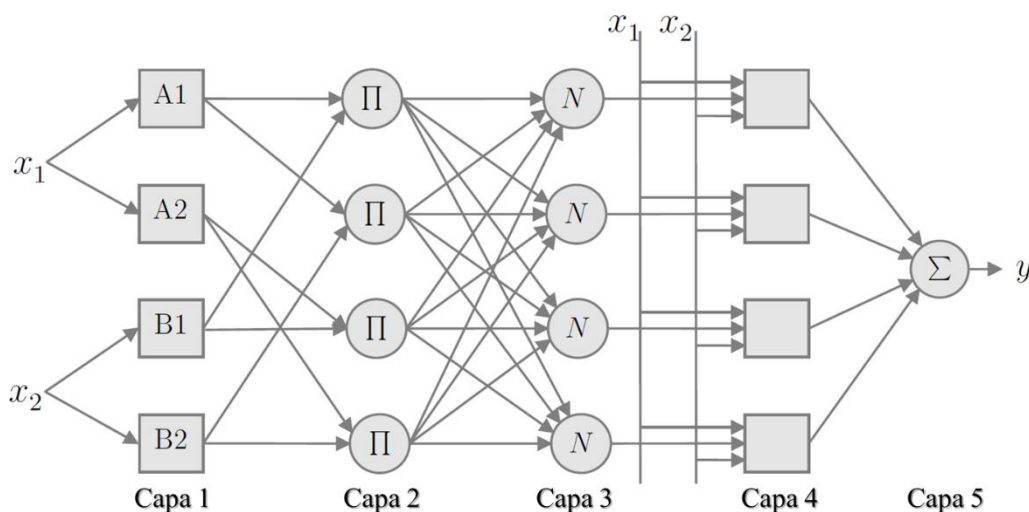 x₁ x₂
A1 ∏ N
x₁
A2 ∏ N
∑ y
B1 ∏ N
x₂
B2 ∏ N
Capa 1 Capa 2 Capa 3 Capa 4 Capa 5